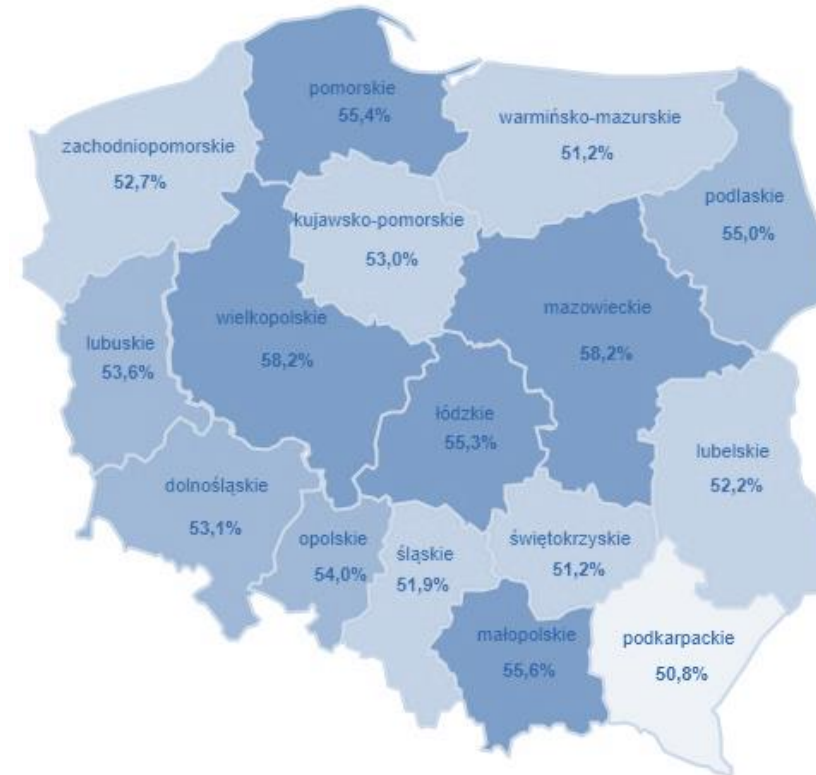 pomorskie
55,4%
warmińsko-mazurskie
51,2%
zachodniopomorskie
52,7%
podlaskie
55,0%
kujawsko-pomorskie
53,0%
mazowieckie
58,2%
wielkopolskie
58,2%
lubuskie
53,6%
łódzkie
55,3%
lubelskie
52,2%
dolnośląskie
53,1%
opolskie
54,0%
śląskie
51,9%
świętokrzyskie
51,2%
małopolskie
55,6%
podkarpackie
50,8%